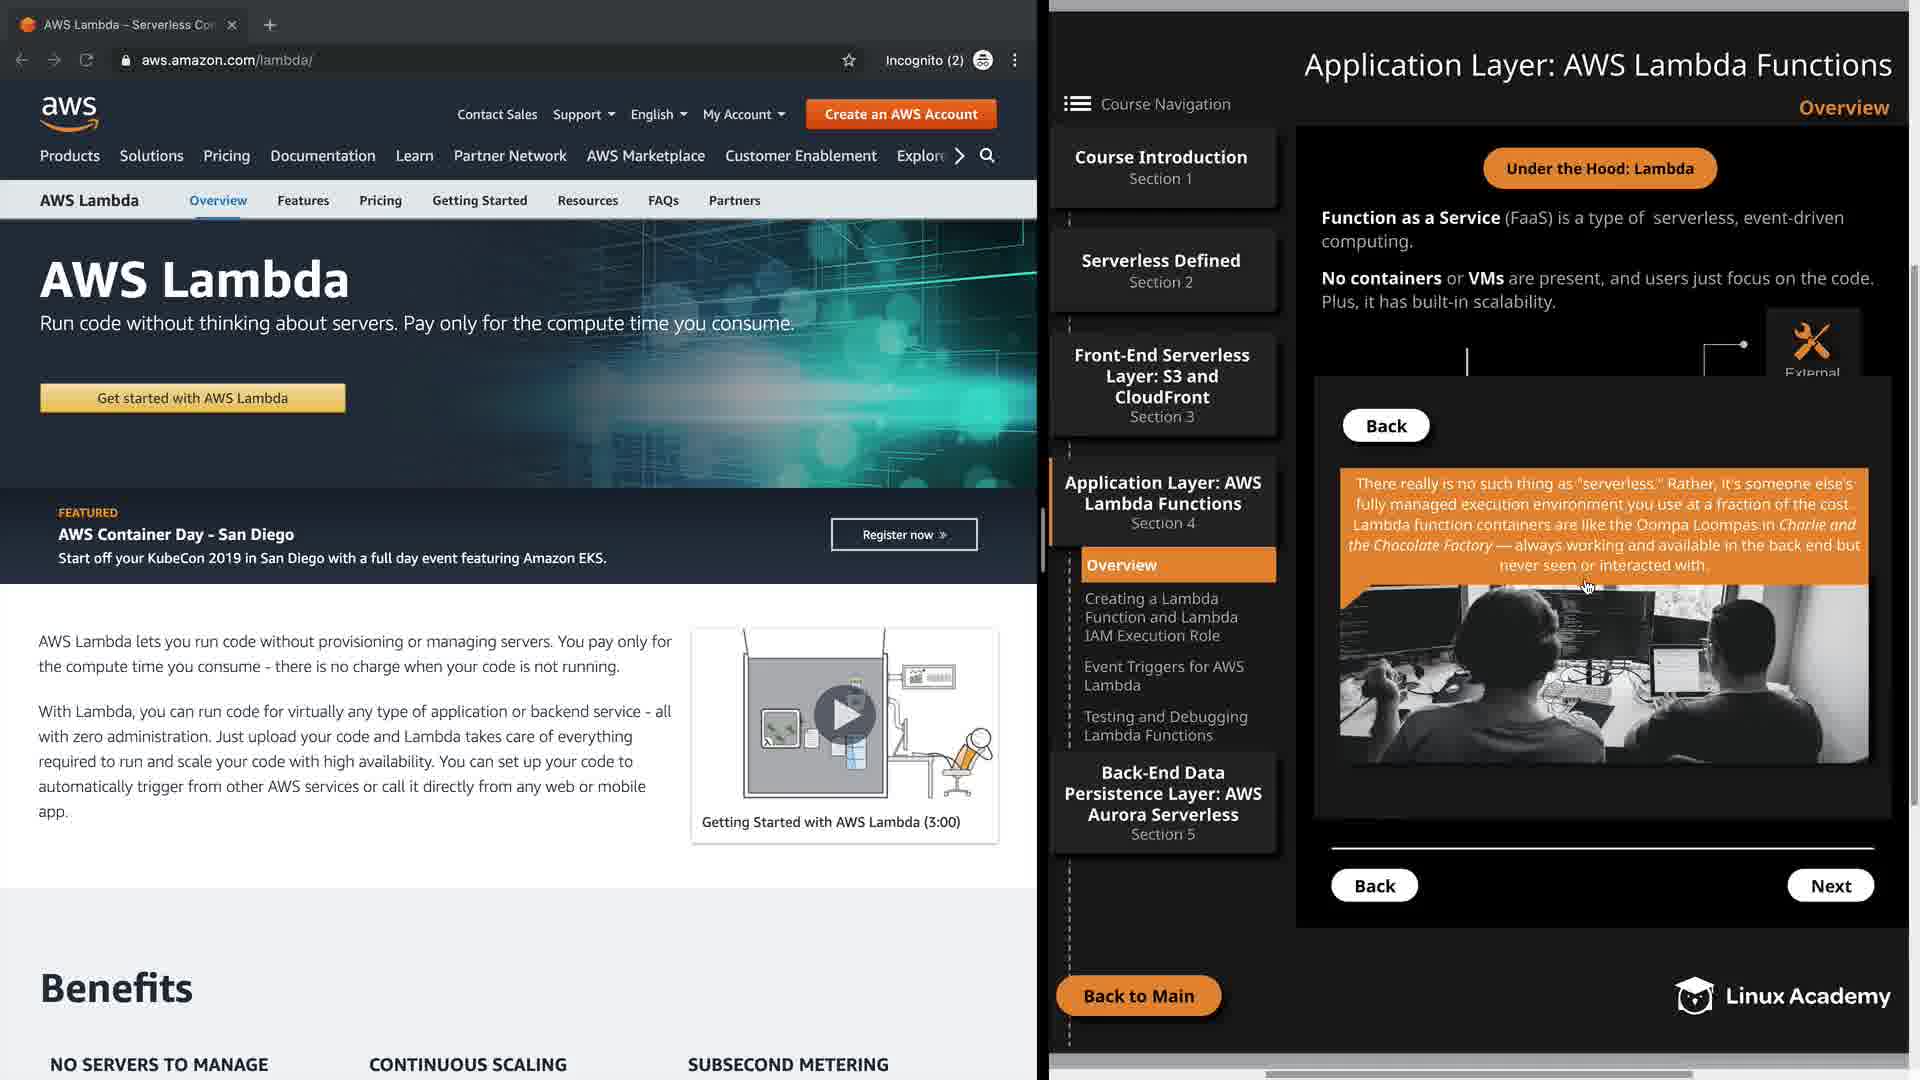 AWS Lambda – Serverless Con
aws.amazon.com/lambda/
Incognito (2)
aws
Contact Sales Support English My Account Create an AWS Account
Products Solutions Pricing Documentation Learn Partner Network AWS Marketplace Customer Enablement Explore
AWS Lambda Overview Features Pricing Getting Started Resources FAQs Partners
AWS Lambda
Run code without thinking about servers. Pay only for the compute time you consume.
Get started with AWS Lambda
FEATURED
AWS Container Day - San Diego
Start off your KubeCon 2019 in San Diego with a full day event featuring Amazon EKS.
Register now »
AWS Lambda lets you run code without provisioning or managing servers. You pay only for
the compute time you consume - there is no charge when your code is not running.
With Lambda, you can run code for virtually any type of application or backend service - all
with zero administration. Just upload your code and Lambda takes care of everything
required to run and scale your code with high availability. You can set up your code to
automatically trigger from other AWS services or call it directly from any web or mobile
app.
Getting Started with AWS Lambda (3:00)
Benefits
NO SERVERS TO MANAGE CONTINUOUS SCALING SUBSECOND METERING
Application Layer: AWS Lambda Functions
Course Navigation
Overview
Course Introduction
Section 1
Serverless Defined
Section 2
Front-End Serverless
Layer: S3 and
CloudFront
Section 3
Application Layer: AWS
Lambda Functions
Section 4
Overview
Creating a Lambda
Function and Lambda
IAM Execution Role
Event Triggers for AWS
Lambda
Testing and Debugging
Lambda Functions
Back-End Data
Persistence Layer: AWS
Aurora Serverless
Section 5
Back to Main
Under the Hood: Lambda
Function as a Service (FaaS) is a type of serverless, event-driven
computing.
No containers or VMs are present, and users just focus on the code.
Plus, it has built-in scalability.
External
Back
There really is no such thing as "serverless." Rather, it's someone else's
fully managed execution environment you use at a fraction of the cost.
Lambda function containers are like the Oompa Loompas in Charlie and
the Chocolate Factory — always working and available in the back end but
never seen or interacted with.
Back Next
Linux Academy